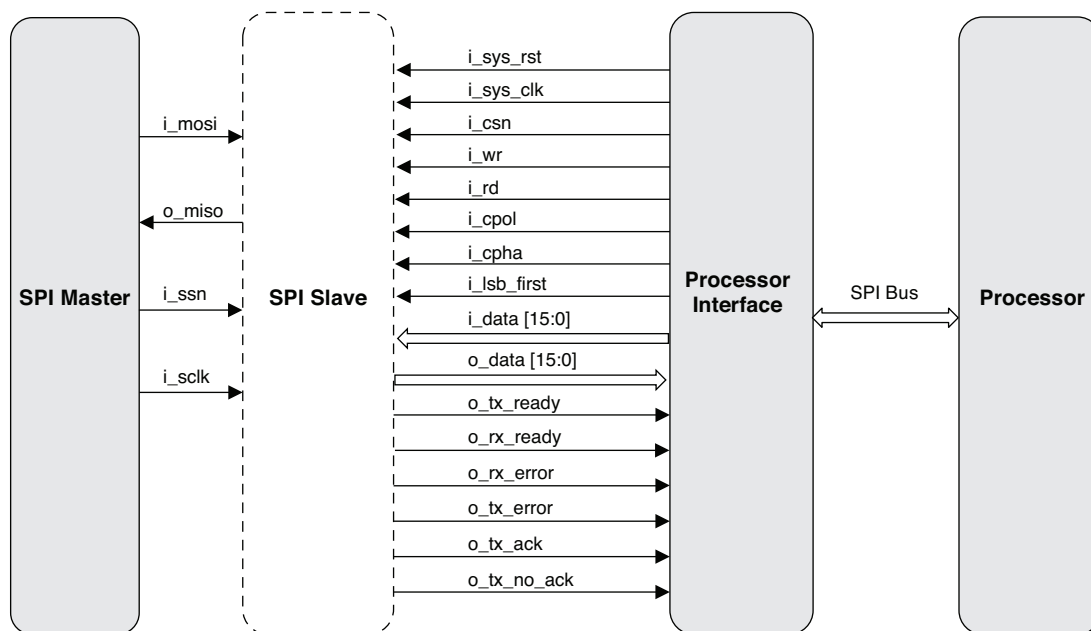 i_mosi
o_miso
i_ssn
i_sclk
SPI Master
SPI Slave
i_sys_rst
i_sys_clk
i_csn
i_wr
i_rd
i_cpol
i_cpha
i_lsb_first
i_data [15:0]
o_data [15:0]
o_tx_ready
o_rx_ready
o_rx_error
o_tx_error
o_tx_ack
o_tx_no_ack
Processor
Interface
SPI Bus
Processor